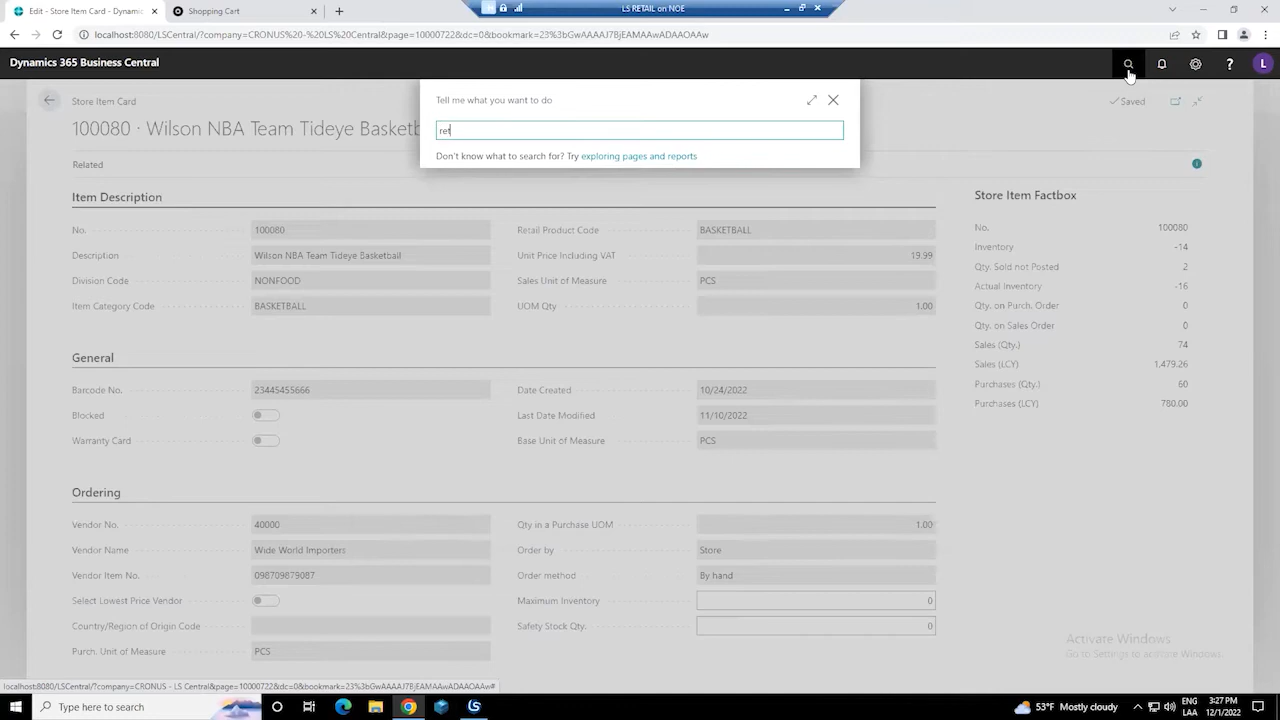 Edit - Store Item Card - Dynamic
Shopping Cart
LS RETAIL on NOE
localhost:8080/LSCentral/?company=CRONUS%20-%20LS%20Central&page=10000722&dc=0&bookmark=23%3bGwAAAAJ7BjEAMAAwADAAOAAw
Dynamics 365 Business Central
L
Store Item Card
Tell me what you want to do
Saved
100080 · Wilson NBA Team Tideye Basketb
ret
Don't know what to search for? Try exploring pages and reports
Related
Item Description
No. 100080
Description Wilson NBA Team Tideye Basketball
Division Code NONFOOD
Item Category Code BASKETBALL
Retail Product Code BASKETBALL
Unit Price Including VAT 19.99
Sales Unit of Measure PCS
UOM Qty 1.00
General
Barcode No. 23445455666
Blocked
Warranty Card
Date Created 10/24/2022
Last Date Modified 11/10/2022
Base Unit of Measure PCS
Ordering
Vendor No. 40000
Vendor Name Wide World Importers
Vendor Item No. 098709879087
Select Lowest Price Vendor
Country/Region of Origin Code
Purch. Unit of Measure PCS
Qty in a Purchase UOM 1.00
Order by Store
Order method By hand
Maximum Inventory 0
Safety Stock Qty. 0
Store Item Factbox
No. 100080
Inventory -14
Qty. Sold not Posted 2
Actual Inventory -16
Qty. on Purch. Order 0
Qty. on Sales Order 0
Sales (Qty.) 74
Sales (LCY) 1,479.26
Purchases (Qty.) 60
Purchases (LCY) 780.00
Activate Windows
Go to Settings to activate Windows.
localhost:8080/LSCentral/?company=CRONUS - LS Central&page=10000722&dc=0&bookmark=23%3bGwAAAAJ7BjEAMAAwADAAOAAw#
Type here to search
53°F Mostly cloudy
ENG
LAA
3:27 PM
12/1/2022